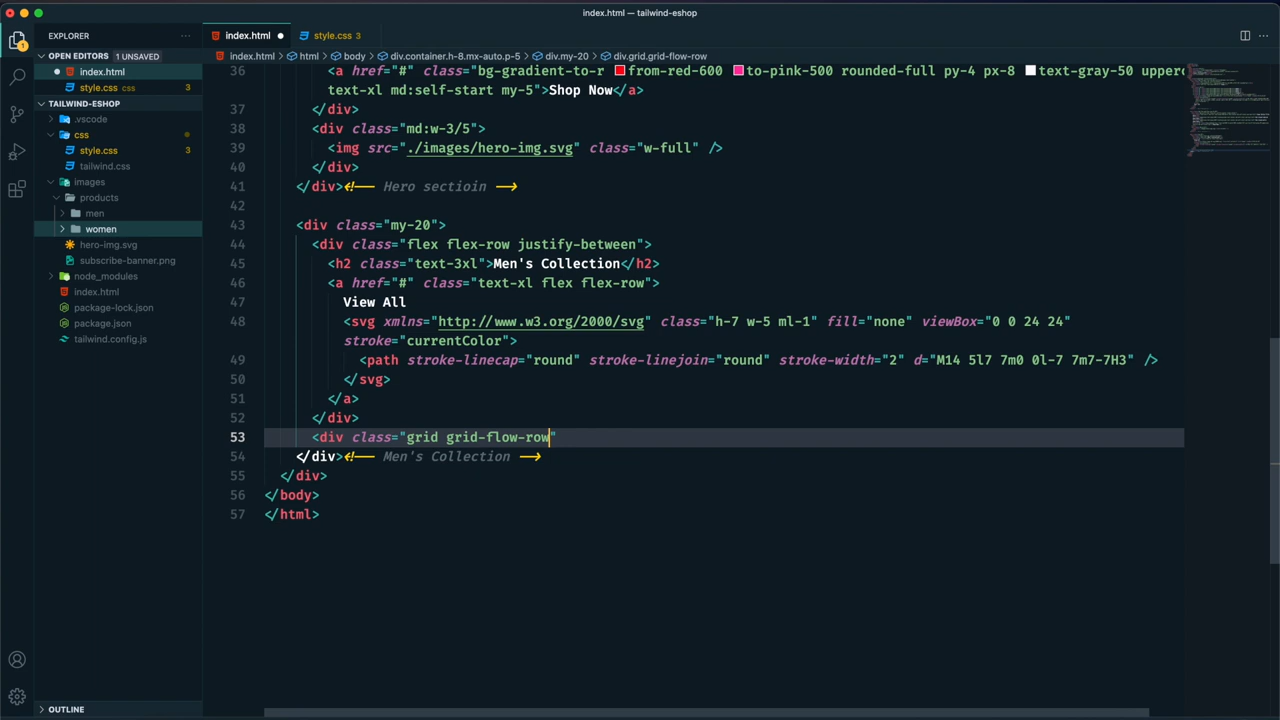 index.html — tailwind-eshop
EXPLORER
index.html
style.css 3
OPEN EDITORS 1 UNSAVED
index.html > html > body > div.container.h-8.mx-auto.p-5 > div.my-20 > div.grid.grid-flow-row
index.html
style.css css 3
TAILWIND-ESHOP
.vscode
css
style.css 3
tailwind.css
images
products
men
women
hero-img.svg
subscribe-banner.png
node_modules
index.html
package-lock.json
package.json
tailwind.config.js
OUTLINE
36 <a href="#" class="bg-gradient-to-r from-red-600 to-pink-500 rounded-full py-4 px-8 text-gray-50 upperc
text-xl md:self-start my-5">Shop Now</a>
37 </div>
38 <div class="md:w-3/5">
39 <img src="./images/hero-img.svg" class="w-full" />
40 </div>
41 </div><!-- Hero sectioin -->
42
43 <div class="my-20">
44 <div class="flex flex-row justify-between">
45 <h2 class="text-3xl">Men's Collection</h2>
46 <a href="#" class="text-xl flex flex-row">
47 View All
48 <svg xmlns="http://www.w3.org/2000/svg" class="h-7 w-5 ml-1" fill="none" viewBox="0 0 24 24"
stroke="currentColor">
49 <path stroke-linecap="round" stroke-linejoin="round" stroke-width="2" d="M14 5l7 7m0 0l-7 7m7-7H3" />
50 </svg>
51 </a>
52 </div>
53 <div class="grid grid-flow-row"
54 </div><!-- Men's Collection -->
55 </div>
56 </body>
57 </html>